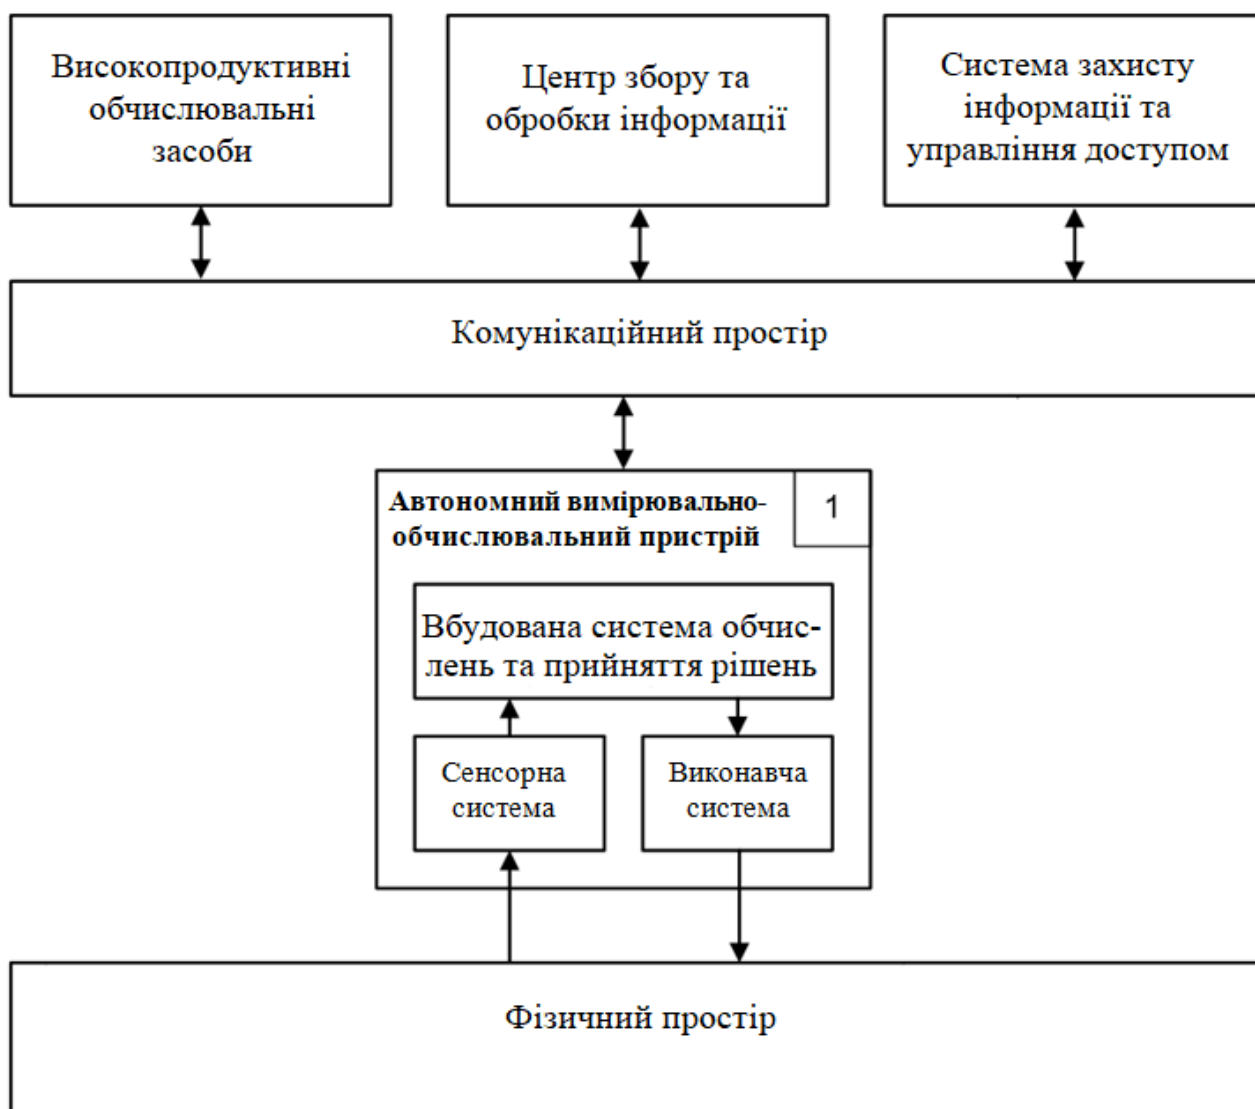 Високопродуктивні
обчислювальні
засоби
Центр збору та
обробки інформації
Система захисту
інформації та
управління доступом
Комунікаційний простір
Автономний вимірювально-
обчислювальний пристрій
1
Вбудована система обчис-
лень та прийняття рішень
Сенсорна
система
Виконавча
система
Фізичний простір